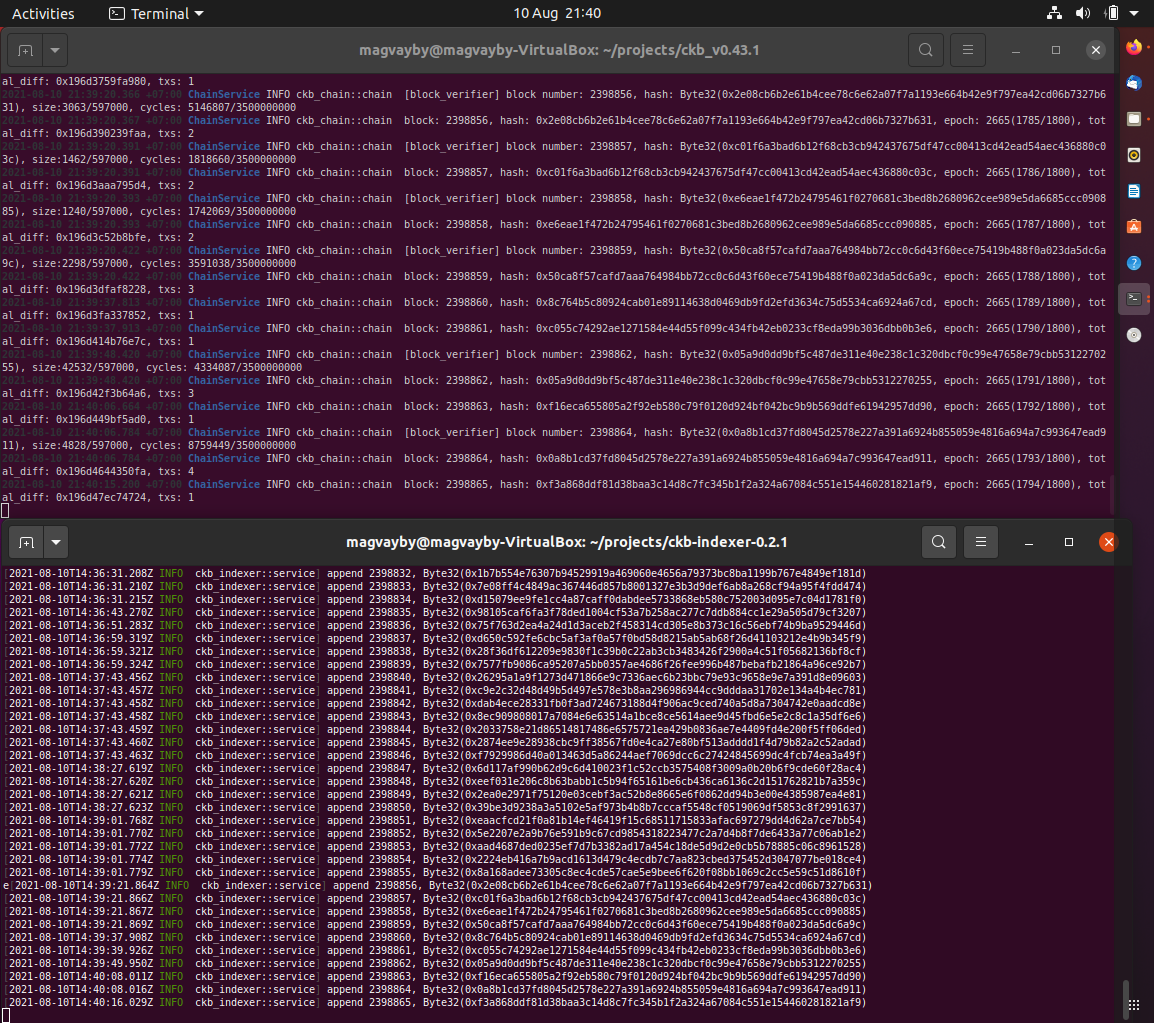 Activities Terminal 10 Aug 21:40
magvayby@magvayby-VirtualBox: ~/projects/ckb_v0.43.1
al_diff: 0x196d3759fa980, txs: 1
2021-08-10 21:39:20.366 +07:00 ChainService INFO ckb_chain::chain  [block_verifier] block number: 2398856, hash: Byte32(0x2e08cb6b2e61b4cee78c6e62a07f7a1193e664b42e9f797ea42cd06b7327b6
31), size:3063/597000, cycles: 5146807/3500000000
2021-08-10 21:39:20.367 +07:00 ChainService INFO ckb_chain::chain  block: 2398856, hash: 0x2e08cb6b2e61b4cee78c6e62a07f7a1193e664b42e9f797ea42cd06b7327b631, epoch: 2665(1785/1800), tot
al_diff: 0x196d390239faa, txs: 2
2021-08-10 21:39:20.391 +07:00 ChainService INFO ckb_chain::chain  [block_verifier] block number: 2398857, hash: Byte32(0xc01f6a3bad6b12f68cb3cb942437675df47cc00413cd42ead54aec436880c0
3c), size:1462/597000, cycles: 1818660/3500000000
2021-08-10 21:39:20.391 +07:00 ChainService INFO ckb_chain::chain  block: 2398857, hash: 0xc01f6a3bad6b12f68cb3cb942437675df47cc00413cd42ead54aec436880c03c, epoch: 2665(1786/1800), tot
al_diff: 0x196d3aaa795d4, txs: 2
2021-08-10 21:39:20.393 +07:00 ChainService INFO ckb_chain::chain  [block_verifier] block number: 2398858, hash: Byte32(0xe6eae1f472b24795461f0270681c3bed8b2680962cee989e5da6685ccc0908
85), size:1240/597000, cycles: 1742069/3500000000
2021-08-10 21:39:20.393 +07:00 ChainService INFO ckb_chain::chain  block: 2398858, hash: 0xe6eae1f472b24795461f0270681c3bed8b2680962cee989e5da6685ccc090885, epoch: 2665(1787/1800), tot
al_diff: 0x196d3c52b8bfe, txs: 2
2021-08-10 21:39:20.422 +07:00 ChainService INFO ckb_chain::chain  [block_verifier] block number: 2398859, hash: Byte32(0x50ca8f57cafd7aaa764984bb72cc0c6d43f60ece75419b488f0a023da5dc6a
9c), size:2298/597000, cycles: 3591038/3500000000
2021-08-10 21:39:20.422 +07:00 ChainService INFO ckb_chain::chain  block: 2398859, hash: 0x50ca8f57cafd7aaa764984bb72cc0c6d43f60ece75419b488f0a023da5dc6a9c, epoch: 2665(1788/1800), tot
al_diff: 0x196d3dfaf8228, txs: 3
2021-08-10 21:39:37.813 +07:00 ChainService INFO ckb_chain::chain  block: 2398860, hash: 0x8c764b5c80924cab01e89114638d0469db9fd2efd3634c75d5534ca6924a67cd, epoch: 2665(1789/1800), tot
al_diff: 0x196d3fa337852, txs: 1
2021-08-10 21:39:37.913 +07:00 ChainService INFO ckb_chain::chain  block: 2398861, hash: 0xc055c74292ae1271584e44d55f099c434fb42eb0233cf8eda99b3036dbb0b3e6, epoch: 2665(1790/1800), tot
al_diff: 0x196d414b76e7c, txs: 1
2021-08-10 21:39:48.420 +07:00 ChainService INFO ckb_chain::chain  [block_verifier] block number: 2398862, hash: Byte32(0x05a9d0dd9bf5c487de311e40e238c1c320dbcf0c99e47658e79cbb53122702
55), size:42532/597000, cycles: 4334087/3500000000
2021-08-10 21:39:48.420 +07:00 ChainService INFO ckb_chain::chain  block: 2398862, hash: 0x05a9d0dd9bf5c487de311e40e238c1c320dbcf0c99e47658e79cbb5312270255, epoch: 2665(1791/1800), tot
al_diff: 0x196d42f3b64a6, txs: 3
2021-08-10 21:40:06.664 +07:00 ChainService INFO ckb_chain::chain  block: 2398863, hash: 0xf16eca655805a2f92eb580c79f0120d924bf042bc9b9b569ddfe61942957dd90, epoch: 2665(1792/1800), tot
al_diff: 0x196d449bf5ad0, txs: 1
2021-08-10 21:40:06.784 +07:00 ChainService INFO ckb_chain::chain  [block_verifier] block number: 2398864, hash: Byte32(0x0a8b1cd37fd8045d2578e227a391a6924b855059e4816a694a7c993647ead9
11), size:4828/597000, cycles: 8759449/3500000000
2021-08-10 21:40:06.784 +07:00 ChainService INFO ckb_chain::chain  block: 2398864, hash: 0x0a8b1cd37fd8045d2578e227a391a6924b855059e4816a694a7c993647ead911, epoch: 2665(1793/1800), tot
al_diff: 0x196d4644350fa, txs: 4
2021-08-10 21:40:15.200 +07:00 ChainService INFO ckb_chain::chain  block: 2398865, hash: 0xf3a868ddf81d38baa3c14d8c7fc345b1f2a324a67084c551e154460281821af9, epoch: 2665(1794/1800), tot
al_diff: 0x196d47ec74724, txs: 1
magvayby@magvayby-VirtualBox: ~/projects/ckb-indexer-0.2.1
[2021-08-10T14:36:31.208Z INFO  ckb_indexer::service] append 2398832, Byte32(0x1b7b554e76307b94529919a469060e4656a79373bc8ba1199b767e4849ef181d)
[2021-08-10T14:36:31.210Z INFO  ckb_indexer::service] append 2398833, Byte32(0x7e08ff4c4849ac367446d857b8001327e3b3d9def6ab8a268cf94a95f4fdd474)
[2021-08-10T14:36:31.215Z INFO  ckb_indexer::service] append 2398834, Byte32(0xd15079ee9fe1cc4a87caff0dabdee5733868eb580c752003d095e7c04d1781f0)
[2021-08-10T14:36:43.270Z INFO  ckb_indexer::service] append 2398835, Byte32(0x98105caf6fa3f78ded1004cf53a7b258ac277c7ddb884cc1e29a505d79cf3207)
[2021-08-10T14:36:51.283Z INFO  ckb_indexer::service] append 2398836, Byte32(0x75f763d2ea4a24d1d3aceb2f458314cd305e8b373c16c56ebf74b9ba9529446d)
[2021-08-10T14:36:59.319Z INFO  ckb_indexer::service] append 2398837, Byte32(0xd650c592fe6cbc5af3af0a57f0bd58d8215ab5ab68f26d41103212e4b9b345f9)
[2021-08-10T14:36:59.321Z INFO  ckb_indexer::service] append 2398838, Byte32(0x28f36df612209e9830f1c39b0c22ab3cb3483426f2900a4c51f05682136bf8cf)
[2021-08-10T14:36:59.324Z INFO  ckb_indexer::service] append 2398839, Byte32(0x7577fb9086ca95207a5bb0357ae4686f26fee996b487bebafb21864a96ce92b7)
[2021-08-10T14:37:43.456Z INFO  ckb_indexer::service] append 2398840, Byte32(0x26295a1a9f1273d471866e9c7336aec6b23bbc79e93c9658e9e7a391d8e09603)
[2021-08-10T14:37:43.457Z INFO  ckb_indexer::service] append 2398841, Byte32(0xc9e2c32d48d49b5d497e578e3b8aa296986944cc9dddaa31702e134a4b4ec781)
[2021-08-10T14:37:43.458Z INFO  ckb_indexer::service] append 2398842, Byte32(0xdab4ece28331fb0f3ad724673188d4f906ac9ced740a5d8a7304742e0aadcd8e)
[2021-08-10T14:37:43.458Z INFO  ckb_indexer::service] append 2398843, Byte32(0x8ec909808017a7084e6e63514a1bce8ce5614aee9d45fbd6e5e2c8c1a35df6e6)
[2021-08-10T14:37:43.459Z INFO  ckb_indexer::service] append 2398844, Byte32(0x2033758e21d86514817486e6575721ea429b0836ae7e4409fd4e200f5ff06ded)
[2021-08-10T14:37:43.460Z INFO  ckb_indexer::service] append 2398845, Byte32(0x2874ee9e28938cbc9ff38567fd0e4ca27e80bf513adddd1f4d79b82a2c52adad)
[2021-08-10T14:37:43.463Z INFO  ckb_indexer::service] append 2398846, Byte32(0xf7929986d40a013463d5a86244aef7069dcc6c27424845699dc4fcb74ea3a49f)
[2021-08-10T14:38:27.619Z INFO  ckb_indexer::service] append 2398847, Byte32(0x6d117af990b62d9c6d410023f1c52ccb3575408f3009a0b20b6f9cde60f28ac4)
[2021-08-10T14:38:27.620Z INFO  ckb_indexer::service] append 2398848, Byte32(0xeef031e206c8b63babb1c5b94f65161be6cb436ca6136c2d151762821b7a359c)
[2021-08-10T14:38:27.621Z INFO  ckb_indexer::service] append 2398849, Byte32(0x2ea0e2971f75120e03cebf3ac52b8e8665e6f0862dd94b3e00e4385987ea4e81)
[2021-08-10T14:38:27.623Z INFO  ckb_indexer::service] append 2398850, Byte32(0x39be3d9238a3a5102e5af973b4b8b7cccaf5548cf0519069df5853c8f2991637)
[2021-08-10T14:39:01.768Z INFO  ckb_indexer::service] append 2398851, Byte32(0xeaacfcd21f0a81b14ef46419f15c68511715833afac697279dd4d62a7ce7bb54)
[2021-08-10T14:39:01.770Z INFO  ckb_indexer::service] append 2398852, Byte32(0x5e2207e2a9b76e591b9c67cd9854318223477c2a7d4b8f7de6433a77c06ab1e2)
[2021-08-10T14:39:01.772Z INFO  ckb_indexer::service] append 2398853, Byte32(0xaad4687ded0235ef7d7b3382ad17a454c18de5d9d2e0cb5b78885c06c8961528)
[2021-08-10T14:39:01.774Z INFO  ckb_indexer::service] append 2398854, Byte32(0x2224eb416a7b9acd1613d479c4ecdb7c7aa823cbed375452d3047077be018ce4)
[2021-08-10T14:39:01.779Z INFO  ckb_indexer::service] append 2398855, Byte32(0x8a168adee73305c8ec4cde57cae5e9bee6f620f08bb1069c2cc5e59c51d8610f)
e[2021-08-10T14:39:21.864Z INFO  ckb_indexer::service] append 2398856, Byte32(0x2e08cb6b2e61b4cee78c6e62a07f7a1193e664b42e9f797ea42cd06b7327b631)
[2021-08-10T14:39:21.866Z INFO  ckb_indexer::service] append 2398857, Byte32(0xc01f6a3bad6b12f68cb3cb942437675df47cc00413cd42ead54aec436880c03c)
[2021-08-10T14:39:21.867Z INFO  ckb_indexer::service] append 2398858, Byte32(0xe6eae1f472b24795461f0270681c3bed8b2680962cee989e5da6685ccc090885)
[2021-08-10T14:39:21.869Z INFO  ckb_indexer::service] append 2398859, Byte32(0x50ca8f57cafd7aaa764984bb72cc0c6d43f60ece75419b488f0a023da5dc6a9c)
[2021-08-10T14:39:37.908Z INFO  ckb_indexer::service] append 2398860, Byte32(0x8c764b5c80924cab01e89114638d0469db9fd2efd3634c75d5534ca6924a67cd)
[2021-08-10T14:39:39.926Z INFO  ckb_indexer::service] append 2398861, Byte32(0xc055c74292ae1271584e44d55f099c434fb42eb0233cf8eda99b3036dbb0b3e6)
[2021-08-10T14:39:49.950Z INFO  ckb_indexer::service] append 2398862, Byte32(0x05a9d0dd9bf5c487de311e40e238c1c320dbcf0c99e47658e79cbb5312270255)
[2021-08-10T14:40:08.011Z INFO  ckb_indexer::service] append 2398863, Byte32(0xf16eca655805a2f92eb580c79f0120d924bf042bc9b9b569ddfe61942957dd90)
[2021-08-10T14:40:08.016Z INFO  ckb_indexer::service] append 2398864, Byte32(0x0a8b1cd37fd8045d2578e227a391a6924b855059e4816a694a7c993647ead911)
[2021-08-10T14:40:16.029Z INFO  ckb_indexer::service] append 2398865, Byte32(0xf3a868ddf81d38baa3c14d8c7fc345b1f2a324a67084c551e154460281821af9)